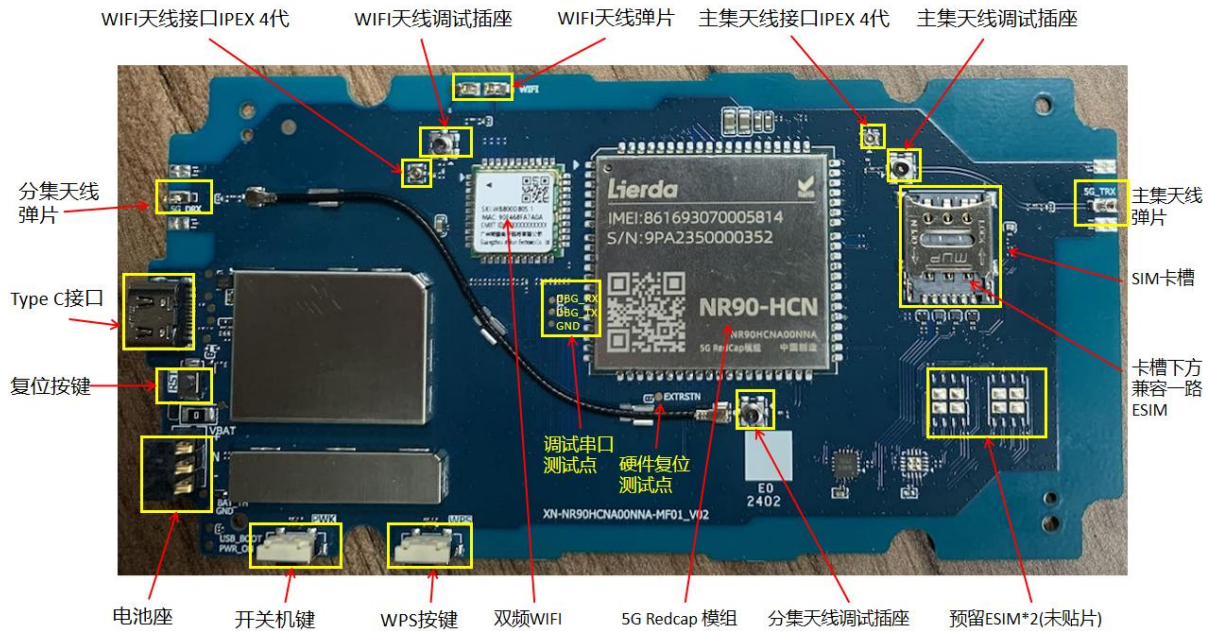 WIFI天线接口IPEX 4代
WIFI天线调试插座
WIFI天线弹片
主集天线接口IPEX 4代
主集天线调试插座
WIFI
分集天线
弹片
5G_TRX
主集天线
弹片
Lierda
IMEI:861693070005814
S/N:9PA2350000352
SIM卡槽
Type C接口
DBG_RX
DBG_TX
GND
NR90-HCN
NR90HCNA00NNA
5G RedCap模组 中国制造
复位按键
RST
EXTRSTN
卡槽下方
兼容一路
ESIM
VBAT
调试串口
测试点
硬件复位
测试点
E0
2402
GND
XN-NR90HCNA00NNA-MF01_V02
USB_BOOT
PWR_ON
PWK
WPS
电池座
开关机键
WPS按键
双频WIFI
5G Redcap 模组
分集天线调试插座
预留ESIM*2(未贴片)